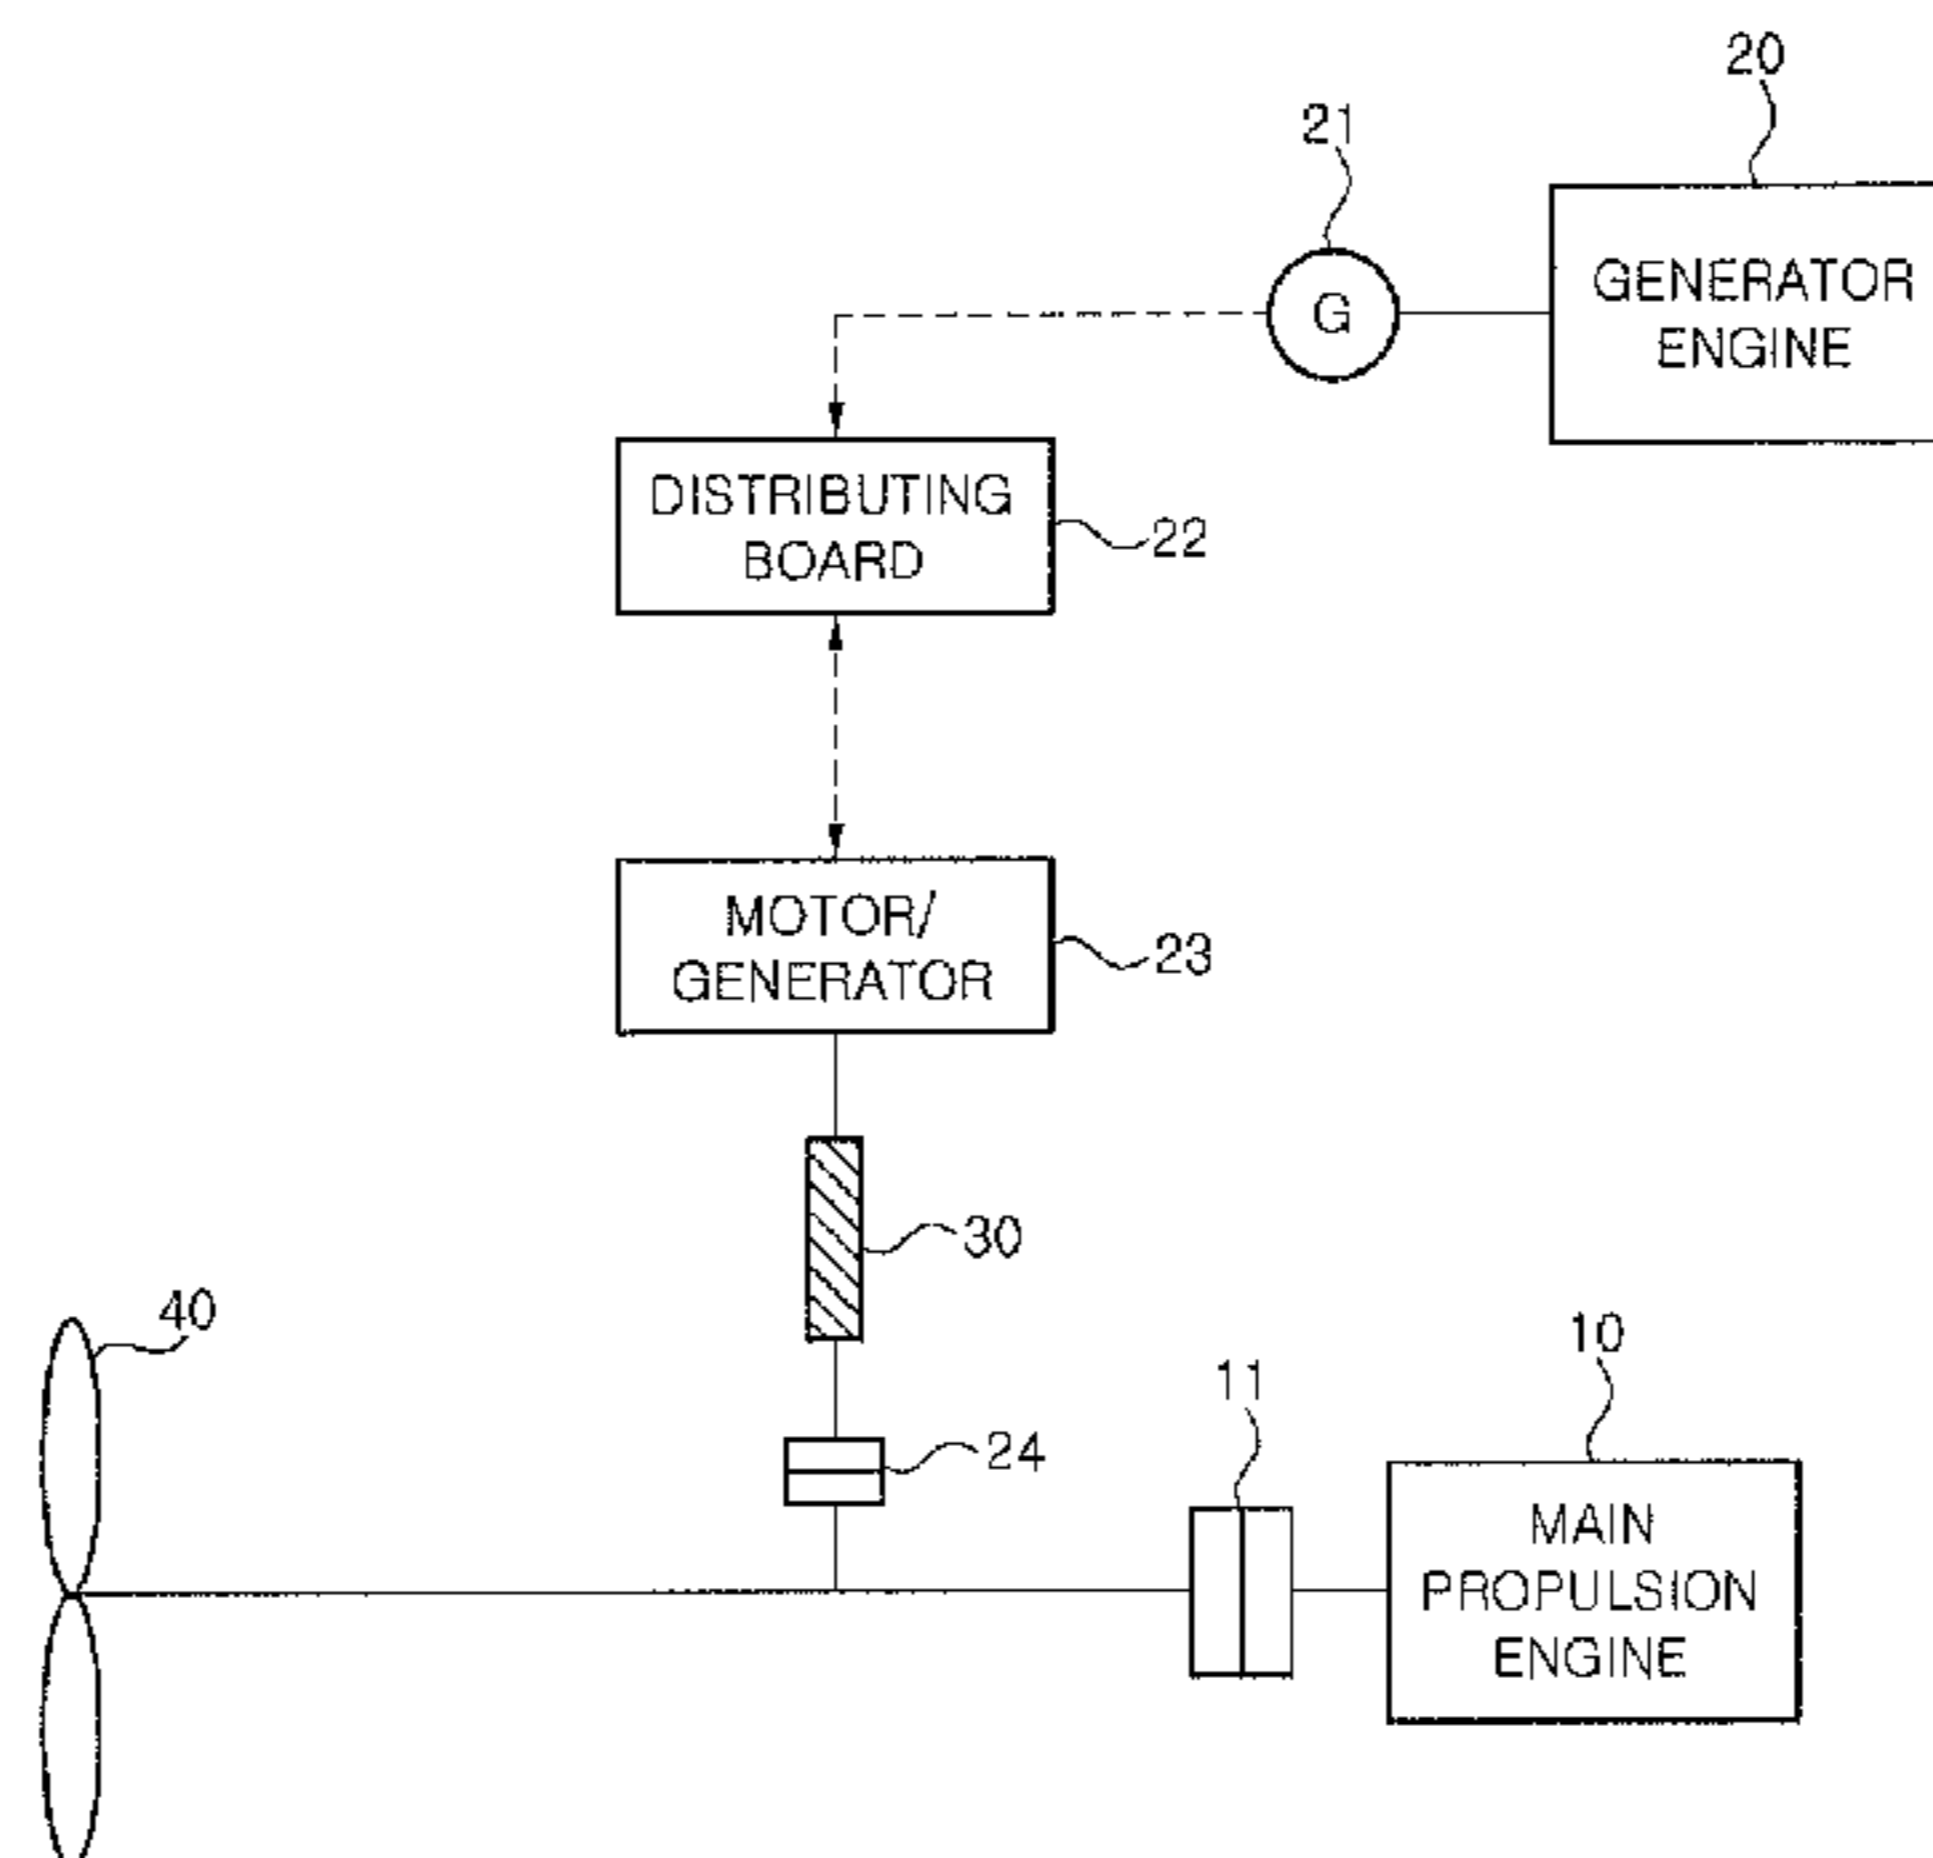 20
21
G
GENERATOR
ENGINE
DISTRIBUTING
BOARD
22
MOTOR/
GENERATOR
23
30
40
10
11
24
MAIN
PROPULSION
ENGINE